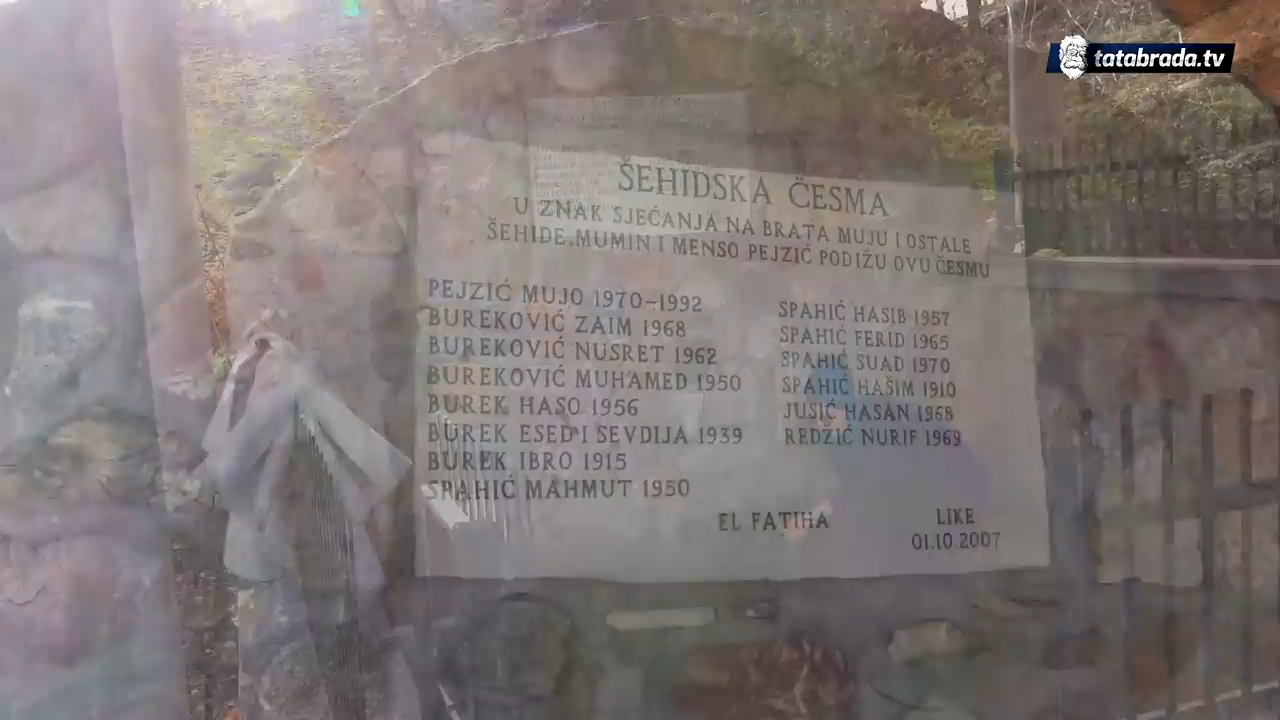 tatabrada.tv
ŠEHIDSKA ČESMA
U ZNAK SJEĆANJA NA BRATA MUJU I OSTALE
ŠEHIDE, MUMIN I MENSO PEJZIĆ PODIŽU OVU ČESMU
PEJZIĆ MUJO 1970-1992
BUREKOVIĆ ZAIM 1968
BUREKOVIĆ NUSRET 1962
BUREKOVIĆ MUHAMED 1950
BUREK HASO 1956
BUREK ESED I SEVDIJA 1939
BUREK IBRO 1915
SPAHIĆ MAHMUT 1950
SPAHIĆ HASIB 1957
SPAHIĆ FERID 1965
SPAHIĆ SUAD 1970
SPAHIĆ HAŠIM 1910
JUSIĆ HASAN 1968
REDŽIĆ NURIF 1969
EL FATIHA
LIKE
01.10.2007